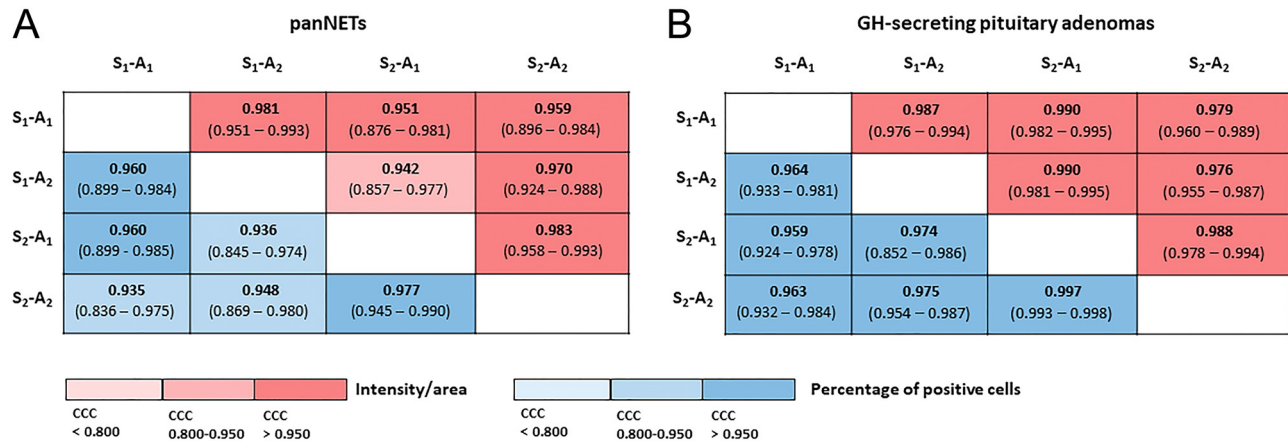 A
panNETs
S₁-A₁ S₁-A₂ S₂-A₁ S₂-A₂
S₁-A₁
0.981 0.951 0.959
(0.951 – 0.993) (0.876 – 0.981) (0.896 – 0.984)
S₁-A₂
0.960 0.942 0.970
(0.899 – 0.984) (0.857 – 0.977) (0.924 – 0.988)
S₂-A₁
0.960 0.936 0.983
(0.899 - 0.985) (0.845 – 0.974) (0.958 – 0.993)
S₂-A₂
0.935 0.948 0.977
(0.836 – 0.975) (0.869 – 0.980) (0.945 – 0.990)
B
GH-secreting pituitary adenomas
S₁-A₁ S₁-A₂ S₂-A₁ S₂-A₂
S₁-A₁
0.987 0.990 0.979
(0.976 – 0.994) (0.982 – 0.995) (0.960 – 0.989)
S₁-A₂
0.964 0.990 0.976
(0.933 – 0.981) (0.981 – 0.995) (0.955 – 0.987)
S₂-A₁
0.959 0.974 0.988
(0.924 – 0.978) (0.852 – 0.986) (0.978 – 0.994)
S₂-A₂
0.963 0.975 0.997
(0.932 – 0.984) (0.954 – 0.987) (0.993 – 0.998)
Intensity/area
CCC CCC CCC
< 0.800 0.800-0.950 > 0.950
Percentage of positive cells
CCC CCC CCC
< 0.800 0.800-0.950 > 0.950